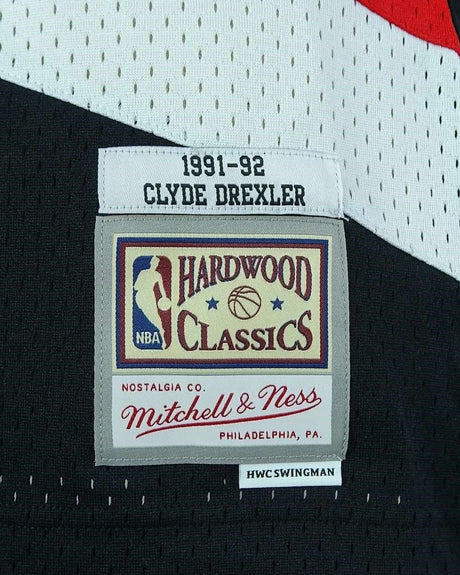 1991-92
CLYDE DREXLER
HARDWOOD
CLASSICS
NBA
NOSTALGIA CO.
Mitchell & Ness
PHILADELPHIA, PA.
HWC SWINGMAN